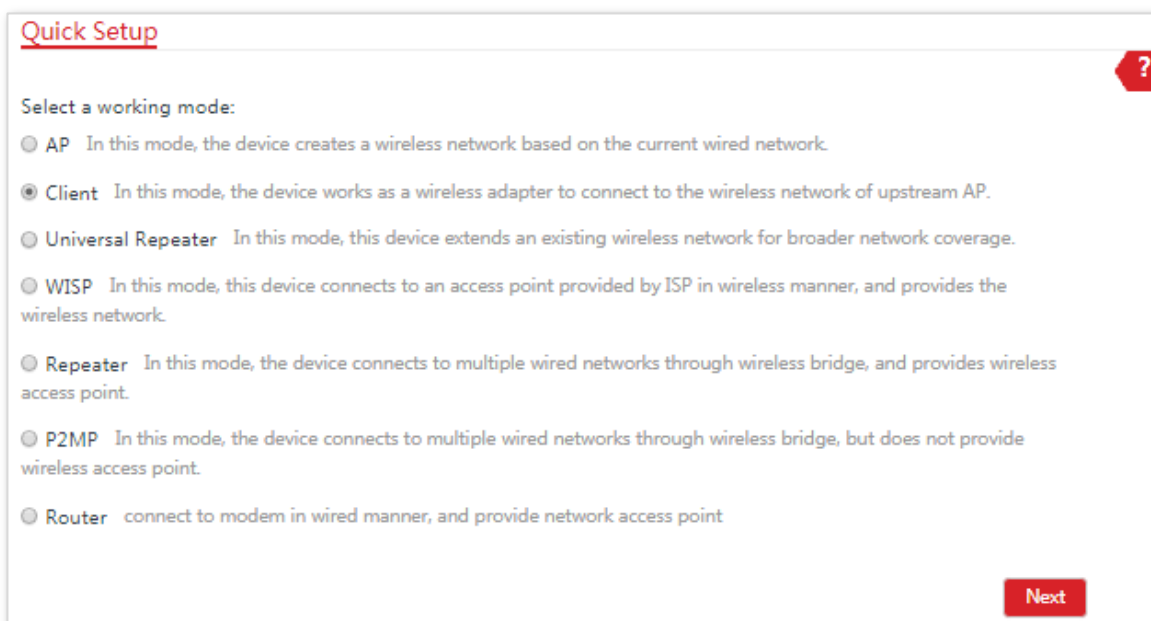 Quick Setup
?
Select a working mode:
AP In this mode, the device creates a wireless network based on the current wired network.
Client In this mode, the device works as a wireless adapter to connect to the wireless network of upstream AP.
Universal Repeater In this mode, this device extends an existing wireless network for broader network coverage.
WISP In this mode, this device connects to an access point provided by ISP in wireless manner, and provides the
wireless network.
Repeater In this mode, the device connects to multiple wired networks through wireless bridge, and provides wireless
access point.
P2MP In this mode, the device connects to multiple wired networks through wireless bridge, but does not provide
wireless access point.
Router connect to modem in wired manner, and provide network access point
Next